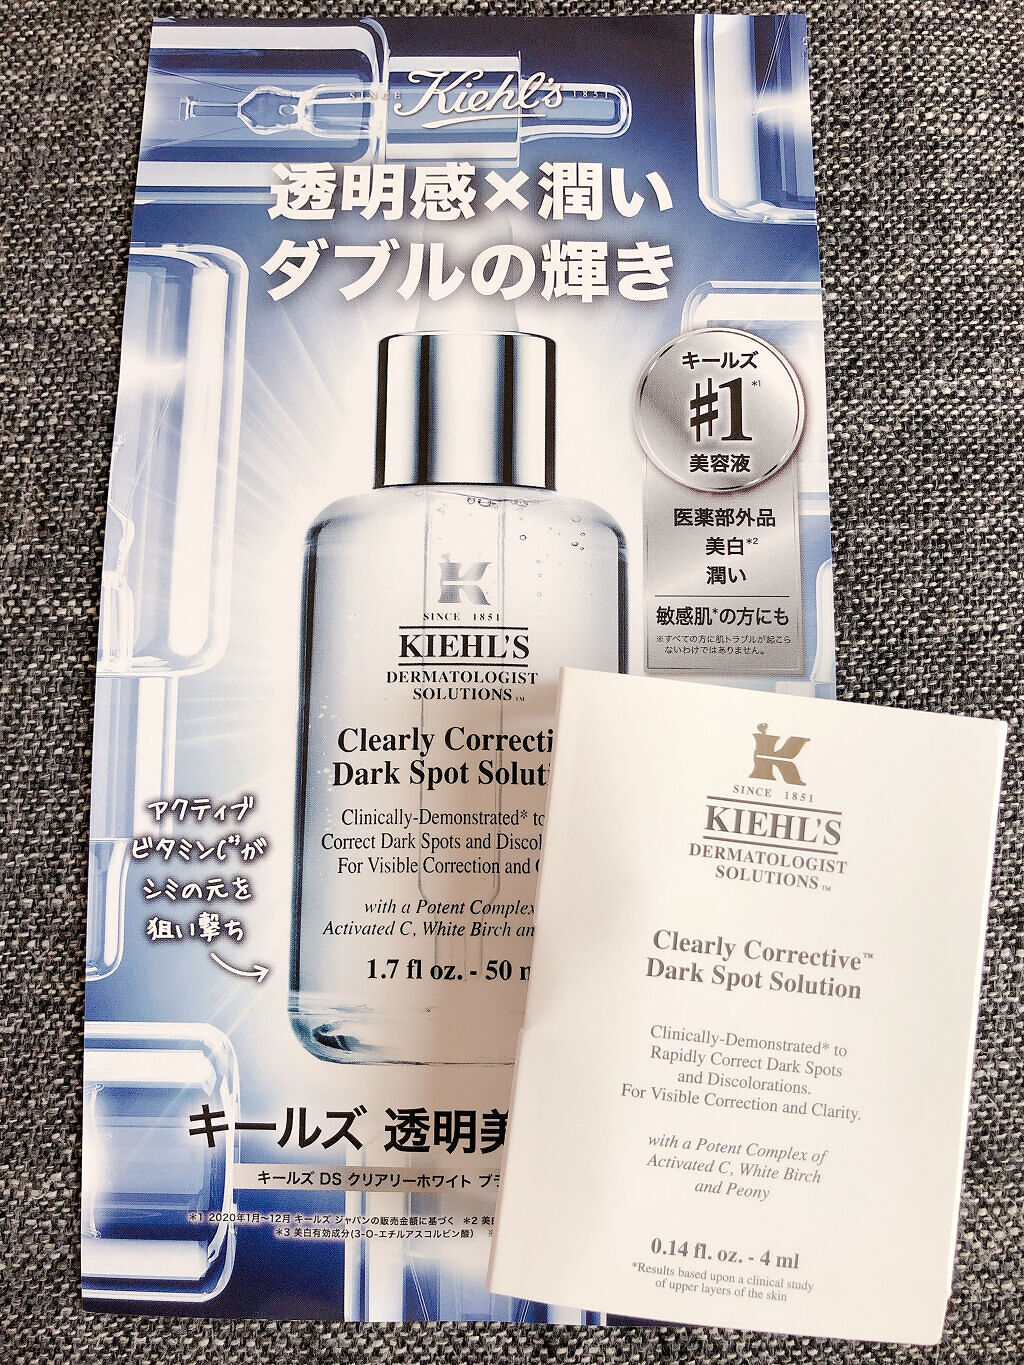 SINCE Kiehl's 1851
透明感×潤い
ダブルの輝き
キールズ
#1*1
美容液
医薬部外品
美白*2
潤い
敏感肌*の方にも
※すべての方に肌トラブルが起こら
ないわけではありません。
SINCE 1851
KIEHL'S
DERMATOLOGIST
SOLUTIONS™
Clearly Correcti
Dark Spot Soluti
Clinically-Demonstrated* to
Correct Dark Spots and Discol
For Visible Correction and
with a Potent Complex
Activated C, White Birch an
1.7 fl oz. - 50
アクティブ
ビタミンC*3が
シミの元を
狙い撃ち
キールズ 透明美
キールズ DS クリアリーホワイト ブ
*1 2020年1月~12月 キールズ ジャパンの販売金額に基づく *2
*3 美白有効成分(3-O-エチルアスコルビン酸)
K
SINCE 1851
KIEHL'S
DERMATOLOGIST
SOLUTIONS™
Clearly Corrective™
Dark Spot Solution
Clinically-Demonstrated* to
Rapidly Correct Dark Spots
and Discolorations.
For Visible Correction and Clarity.
with a Potent Complex of
Activated C, White Birch
and Peony
0.14 fl. oz. - 4 ml
*Results based upon a clinical study
of upper layers of the skin